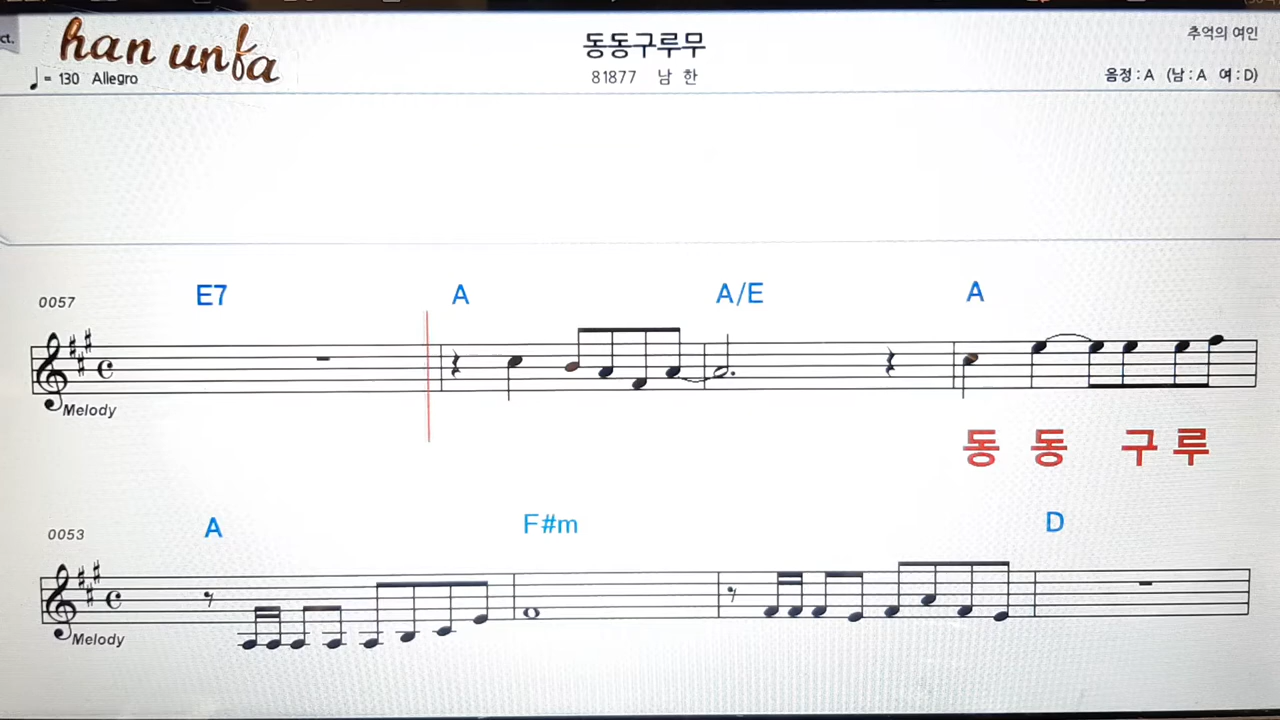 ct.
han unfa
동동구루무
추억의 여인
♩= 130 Allegro
81877 남 한
음정 : A (남 : A 여 : D)
0057
E7 A A/E A
Melody
동 동 구 루
0053
A F#m D
Melody